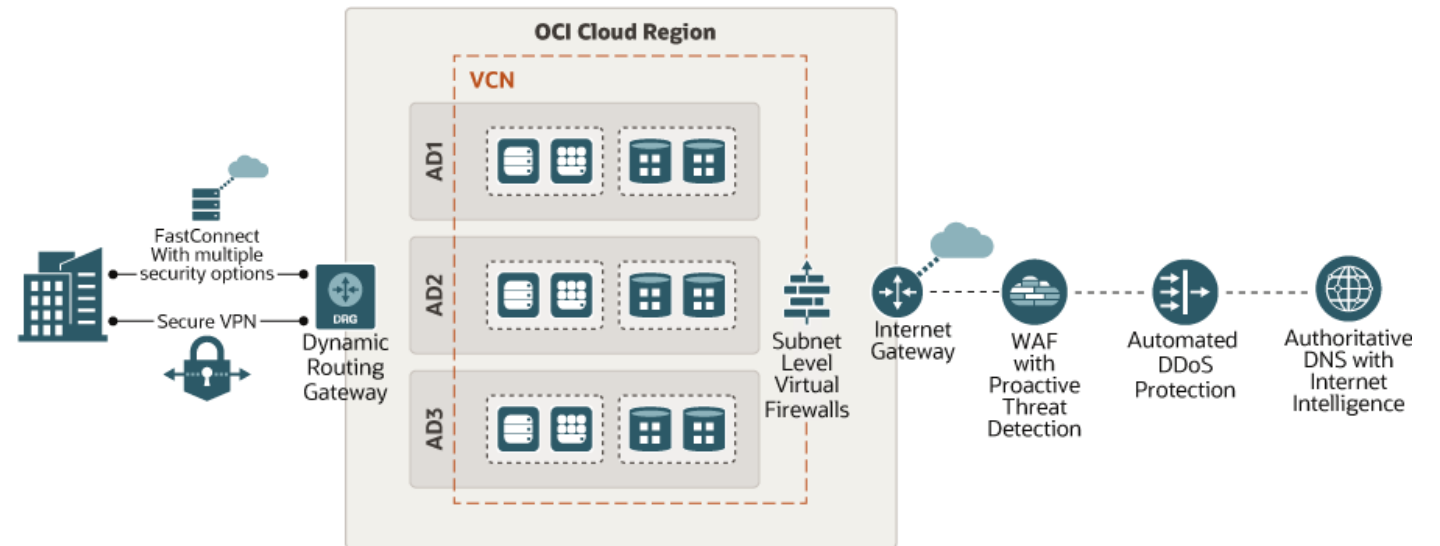 OCI Cloud Region
VCN
AD1
AD2
AD3
FastConnect
With multiple
security options
Secure VPN
DRG
Dynamic
Routing
Gateway
Subnet
Level
Virtual
Firewalls
Internet
Gateway
WAF
with
Proactive
Threat
Detection
Automated
DDoS
Protection
Authoritative
DNS with
Internet
Intelligence